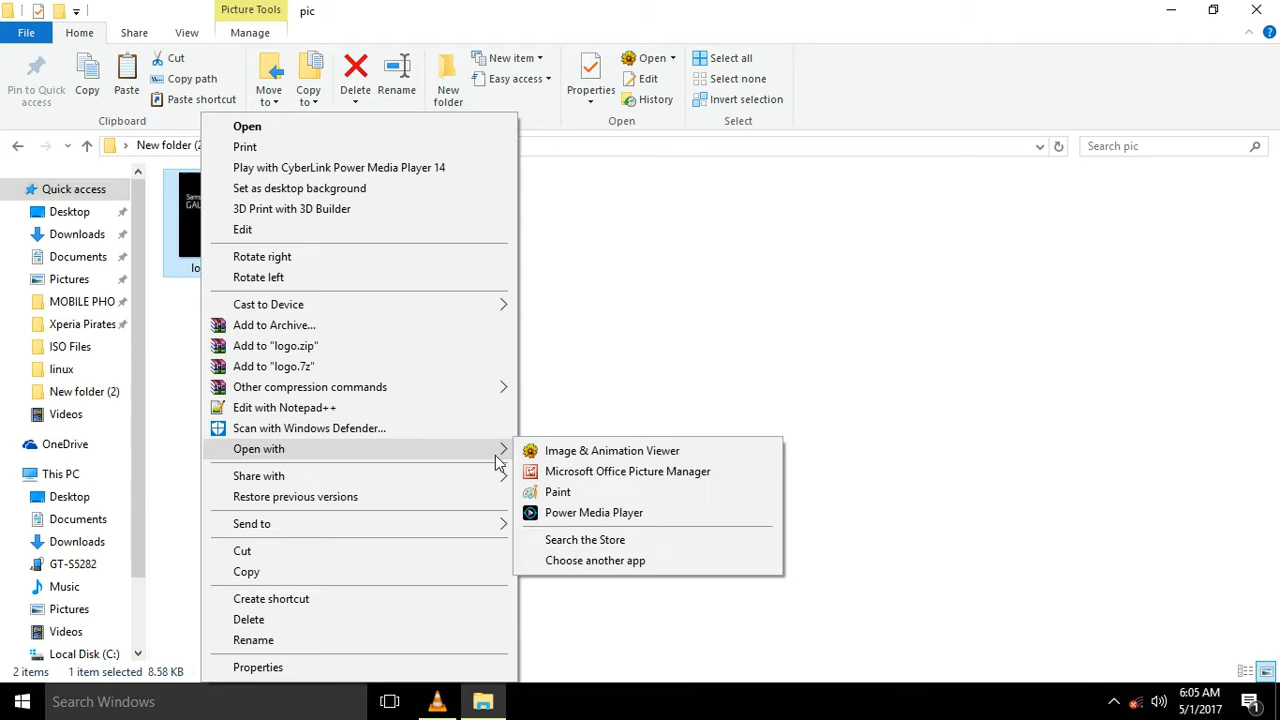 Picture Tools
pic
File
Home
Share
View
Manage
Pin to Quick access
Copy
Paste
Cut
Copy path
Paste shortcut
Clipboard
Move to
Copy to
Delete
Rename
New folder
New item
Easy access
Properties
Open
Edit
History
Open
Select all
Select none
Invert selection
Select
New folder (2
Search pic
Quick access
Desktop
Downloads
Documents
Pictures
MOBILE PHO
Xperia Pirates
ISO Files
linux
New folder (2)
Videos
OneDrive
This PC
Desktop
Documents
Downloads
GT-S5282
Music
Pictures
Videos
Local Disk (C:)
Sams
GAL
lo
Open
Print
Play with CyberLink Power Media Player 14
Set as desktop background
3D Print with 3D Builder
Edit
Rotate right
Rotate left
Cast to Device
Add to Archive...
Add to "logo.zip"
Add to "logo.7z"
Other compression commands
Edit with Notepad++
Scan with Windows Defender...
Open with
Share with
Restore previous versions
Send to
Cut
Copy
Create shortcut
Delete
Rename
Properties
Image & Animation Viewer
Microsoft Office Picture Manager
Paint
Power Media Player
Search the Store
Choose another app
2 items
1 item selected 8.58 KB
Search Windows
6:05 AM
5/1/2017
1